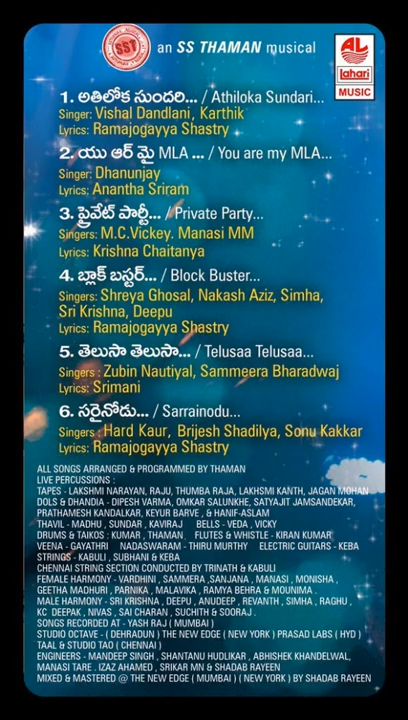 SST
an SS THAMAN musical
AL
lahari
MUSIC
1. అతిలోక సుందరి... / Athiloka Sundari...
Singer: Vishal Dandlani, Karthik
Lyrics: Ramajogayya Shastry
2. యు ఆర్ మై MLA ... / You are my MLA...
Singer: Dhanunjay
Lyrics: Anantha Sriram
3. ప్రైవేట్ పార్టీ... / Private Party...
Singers: M.C.Vickey. Manasi MM
Lyrics: Krishna Chaitanya
4. బ్లాక్ బస్టర్... / Block Buster...
Singers: Shreya Ghosal, Nakash Aziz, Simha,
Sri Krishna, Deepu
Lyrics: Ramajogayya Shastry
5. తెలుసా తెలుసా... / Telusaa Telusaa...
Singers : Zubin Nautiyal, Sammeera Bharadwaj
Lyrics: Srimani
6. సరైనోడు... / Sarrainodu...
Singers : Hard Kaur, Brijesh Shadilya, Sonu Kakkar
Lyrics: Ramajogayya Shastry
ALL SONGS ARRANGED & PROGRAMMED BY THAMAN
LIVE PERCUSSIONS :
TAPES - LAKSHMI NARAYAN, RAJU, THUMBA RAJA, LAKHSMI KANTH, JAGAN MOHAN
DOLS & DHANDIA - DIPESH VARMA, OMKAR SALUNKHE, SATYAJIT JAMSANDEKAR,
PRATHAMESH KANDALKAR, KEYUR BARVE , & HANIF-ASLAM
THAVIL - MADHU , SUNDAR , KAVIRAJ BELLS - VEDA , VICKY
DRUMS & TAIKOS : KUMAR , THAMAN, FLUTES & WHISTLE - KIRAN KUMAR
VEENA - GAYATHRI NADASWARAM - THIRU MURTHY ELECTRIC GUITARS - KEBA
STRINGS - KABULI , SUBHANI & KEBA
CHENNAI STRING SECTION CONDUCTED BY TRINATH & KABULI
FEMALE HARMONY - VARDHINI , SAMMERA ,SANJANA , MANASI , MONISHA ,
GEETHA MADHURI , PARNIKA , MALAVIKA , RAMYA BEHRA & MOUNIMA .
MALE HARMONY - SRI KRISHNA , DEEPU , ANUDEEP , REVANTH , SIMHA , RAGHU ,
KC DEEPAK , NIVAS , SAI CHARAN , SUCHITH & SOORAJ .
SONGS RECORDED AT - YASH RAJ ( MUMBAI )
STUDIO OCTAVE - ( DEHRADUN ) THE NEW EDGE ( NEW YORK ) PRASAD LABS ( HYD )
TAAL & STUDIO TAO ( CHENNAI )
ENGINEERS - MANDEEP SINGH , SHANTANU HUDLIKAR , ABHISHEK KHANDELWAL,
MANASI TARE . IZAZ AHAMED , SRIKAR MN & SHADAB RAYEEN
MIXED & MASTERED @ THE NEW EDGE ( MUMBAI ) ( NEW YORK ) BY SHADAB RAYEEN